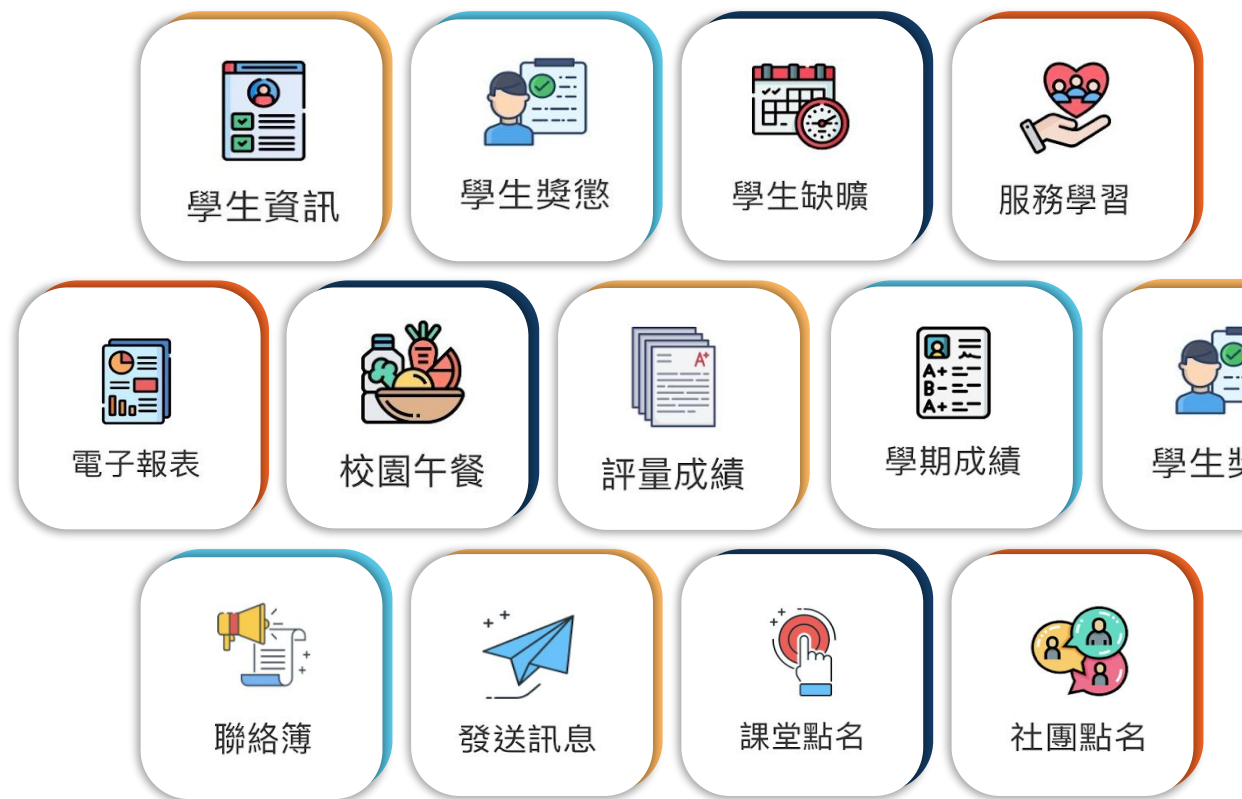 學生資訊
學生獎懲
學生缺曠
服務學習
電子報表
A+
B-
A+
校園午餐
A+
評量成績
學期成績
學生
聯絡簿
發送訊息
課堂點名
社團點名